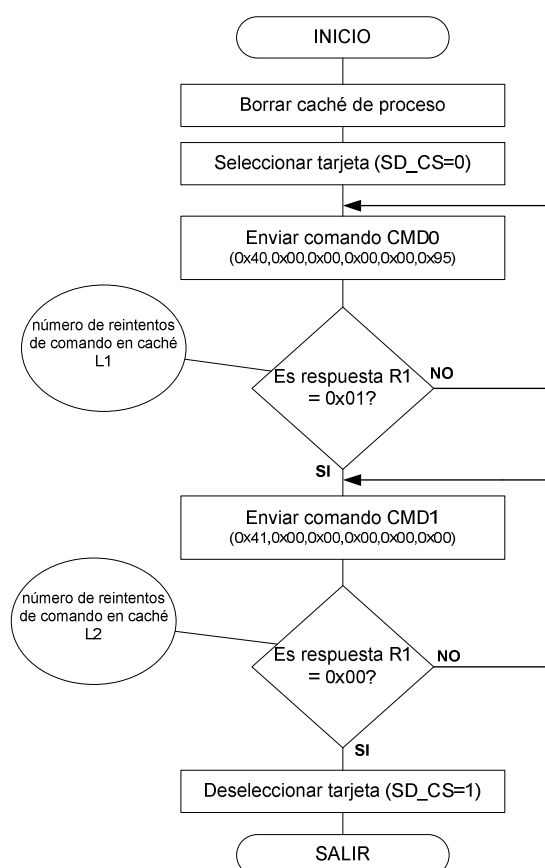 INICIO
Borrar caché de proceso
Seleccionar tarjeta (SD_CS=0)
Enviar comando CMD0
(0x40,0x00,0x00,0x00,0x00,0x95)
número de reintentos
de comando en caché
L1
Es respuesta R1
= 0x01?
NO
SI
Enviar comando CMD1
(0x41,0x00,0x00,0x00,0x00,0x00)
número de reintentos
de comando en caché
L2
Es respuesta R1
= 0x00?
NO
SI
Deseleccionar tarjeta (SD_CS=1)
SALIR